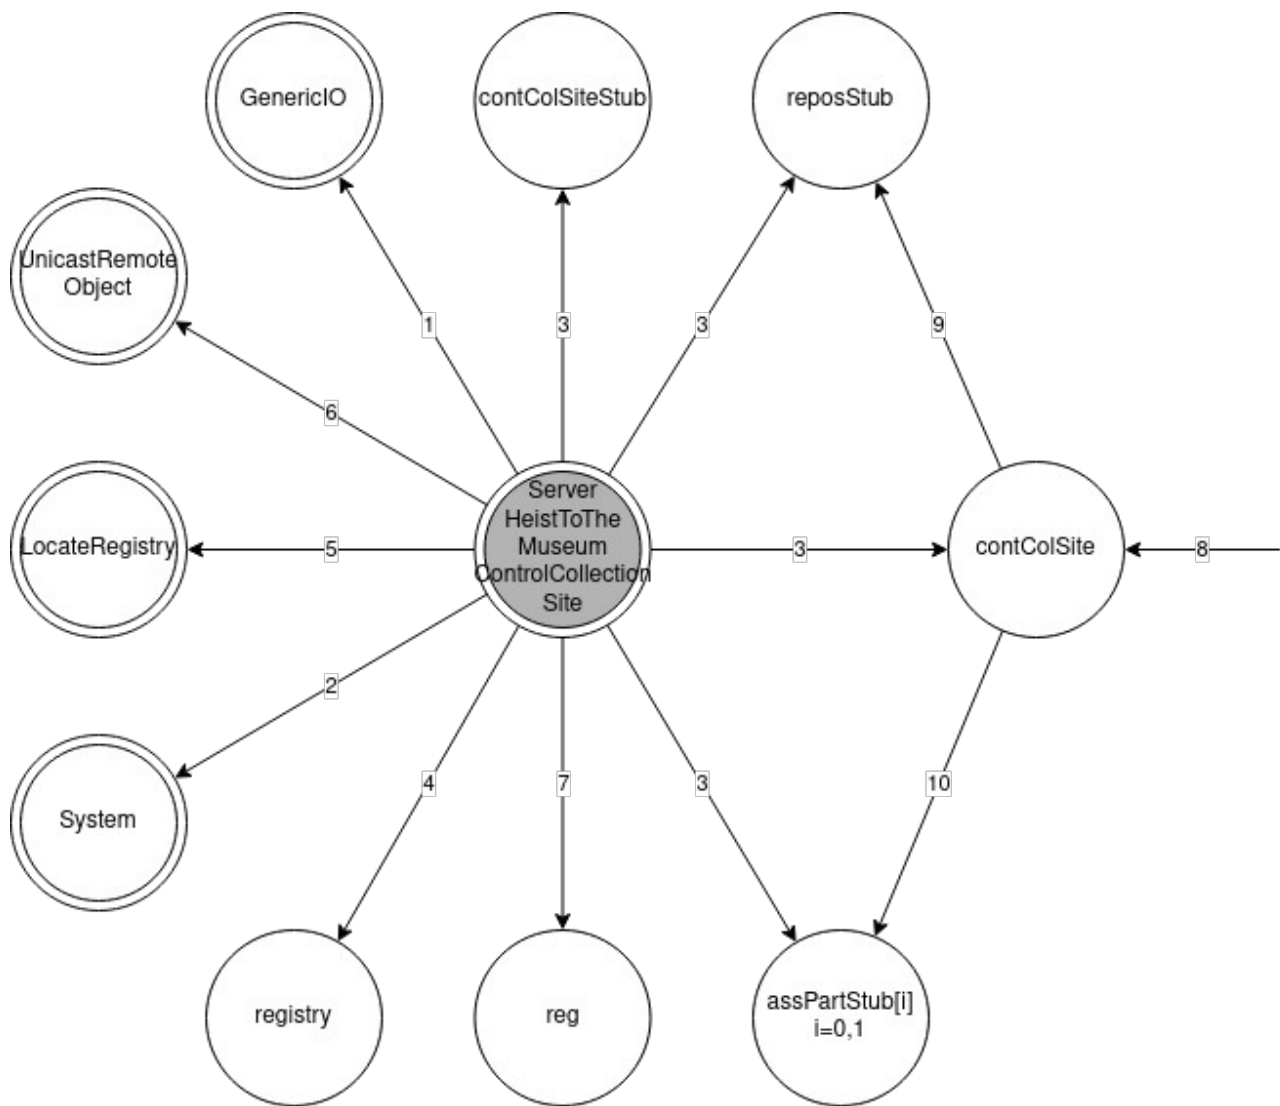 GenericIO
contColSiteStub
reposStub
UnicastRemote
Object
1
3
3
9
6
Server
HeistToThe
Museum
ControlCollection
Site
LocateRegistry
5
3
contColSite
8
2
System
4
7
3
10
registry
reg
assPartStub[i]
i=0,1